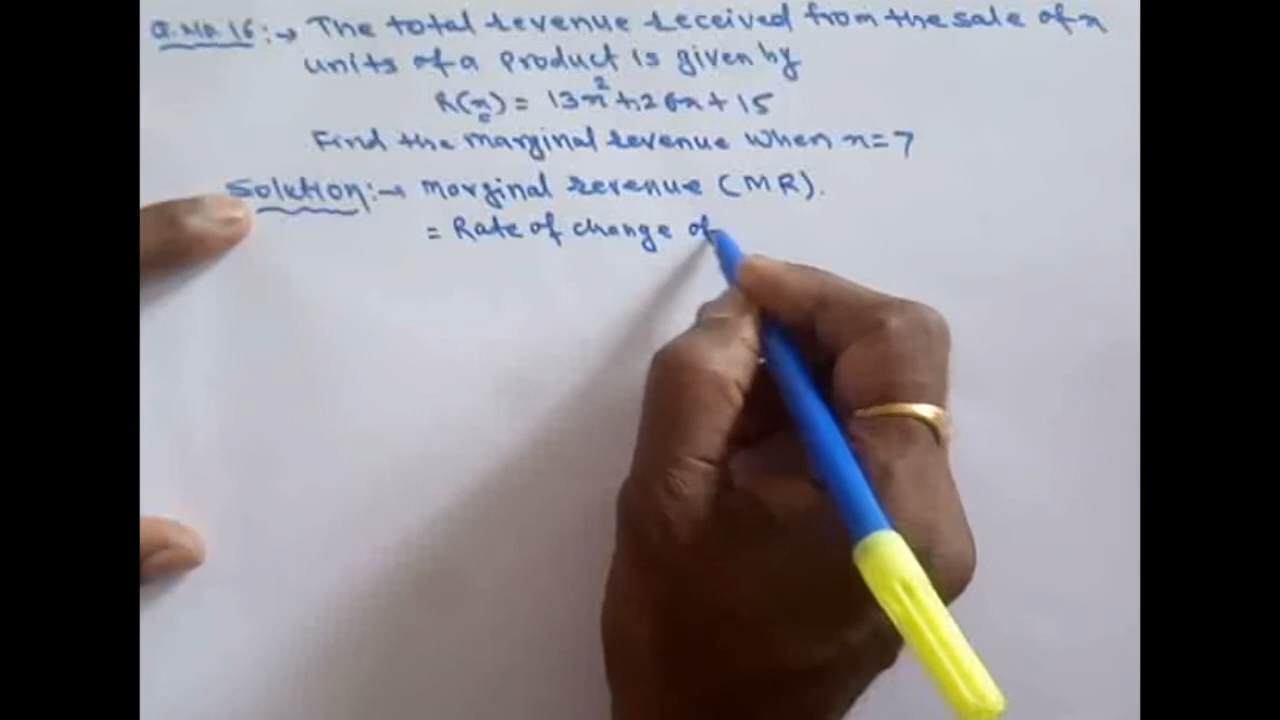 Q.No.16:→ The total revenue received from the sale of x
units of a product is given by
R(x) = 13x² + 26x + 15
Find the marginal revenue when x=7
Solution:→ Marginal revenue (MR).
= Rate of change of